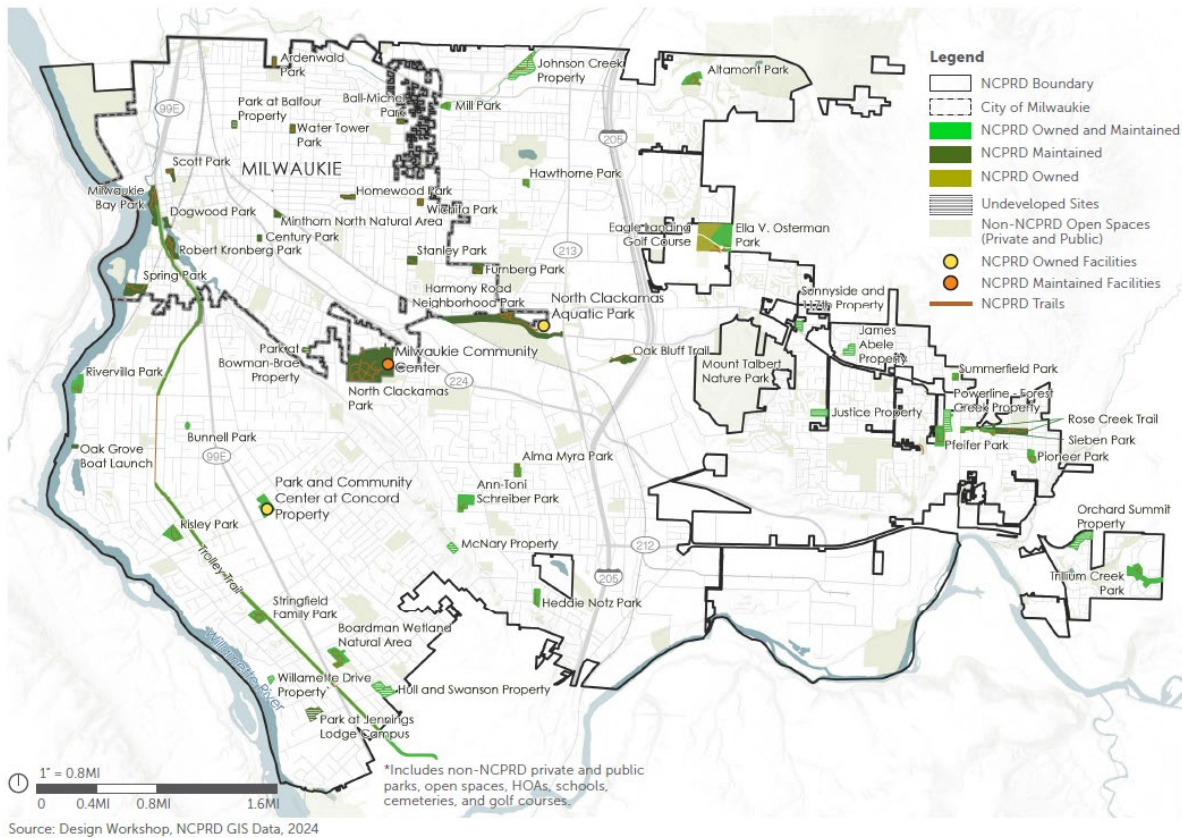 Ardenwald
Park
Johnson Creek
Property
Altamont Park
99E
Park at Balfour
Property
Ball-Michel
Park
Mill Park
Water Tower
Park
205
Scott Park
MILWAUKIE
Hawthorne Park
Milwaukie
Bay Park
Homewood Park
Wichita Park
Dogwood Park
Minthorn North Natural Area
Century Park
Robert Kronberg Park
Stanley Park
213
Eagle Landing
Golf Course
Ella V. Osterman
Park
Spring Park
Furnberg Park
Harmony Road
Neighborhood Park
North Clackamas
Aquatic Park
Sunnyside and
117th Property
James
Abele
Property
Park at
Bowman-Brae
Property
Milwaukie Community
Center
Oak Bluff Trail
Mount Talbert
Nature Park
Summerfield Park
Rivervilla Park
North Clackamas
Park
224
Powerline - Forest
Creek Property
Justice Property
Rose Creek Trail
Sieben Park
Pfeifer Park
Pioneer Park
Bunnell Park
Oak Grove
Boat Launch
99E
Alma Myra Park
Park and Community
Center at Concord
Property
Ann-Toni
Schreiber Park
Orchard Summit
Property
Risley Park
McNary Property
212
Trolley Trail
205
Trillium Creek
Park
Heddie Notz Park
Stringfield
Family Park
Boardman Wetland
Natural Area
Willamette River
Willamette Drive
Property
Hull and Swanson Property
Park at Jennings
Lodge Campus
Legend
NCPRD Boundary
City of Milwaukie
NCPRD Owned and Maintained
NCPRD Maintained
NCPRD Owned
Undeveloped Sites
Non-NCPRD Open Spaces
(Private and Public)
NCPRD Owned Facilities
NCPRD Maintained Facilities
NCPRD Trails
1" = 0.8MI
0 0.4MI 0.8MI 1.6MI
*Includes non-NCPRD private and public
parks, open spaces, HOAs, schools,
cemeteries, and golf courses.
Source: Design Workshop, NCPRD GIS Data, 2024